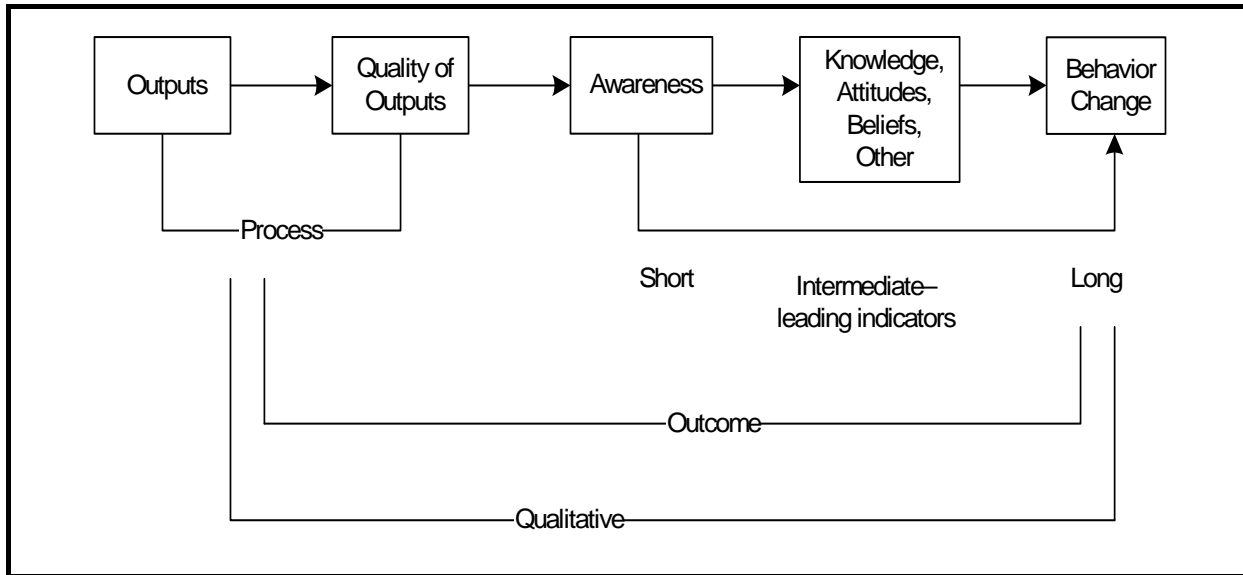 Outputs
Quality of
Outputs
Awareness
Knowledge,
Attitudes,
Beliefs,
Other
Behavior
Change
Process
Short
Intermediate–
leading indicators
Long
Outcome
Qualitative